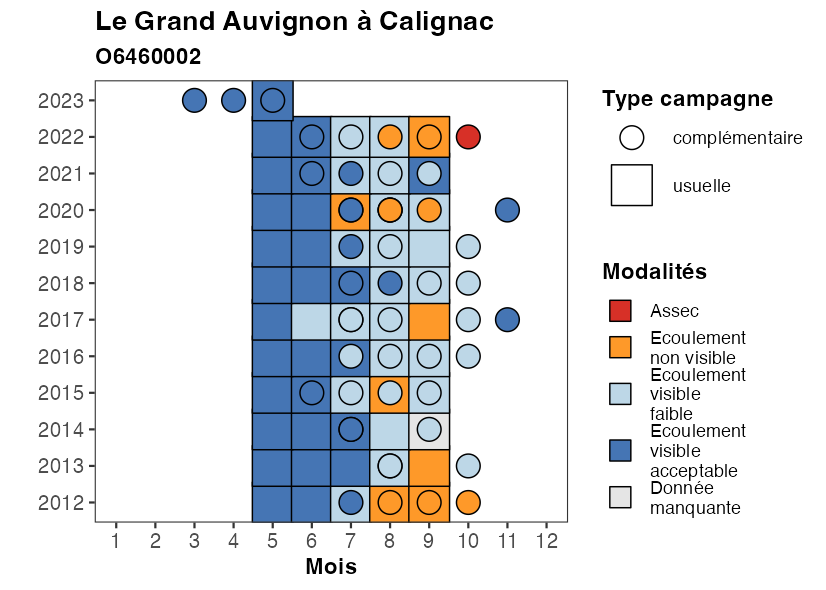 Le Grand Auvignon à Calignac
O6460002
2023
2022
2021
2020
2019
2018
2017
2016
2015
2014
2013
2012
1 2 3 4 5 6 7 8 9 10 11 12
Mois
Type campagne
complémentaire
usuelle
Modalités
Assec
Ecoulement
non visible
Ecoulement
visible
faible
Ecoulement
visible
acceptable
Donnée
manquante